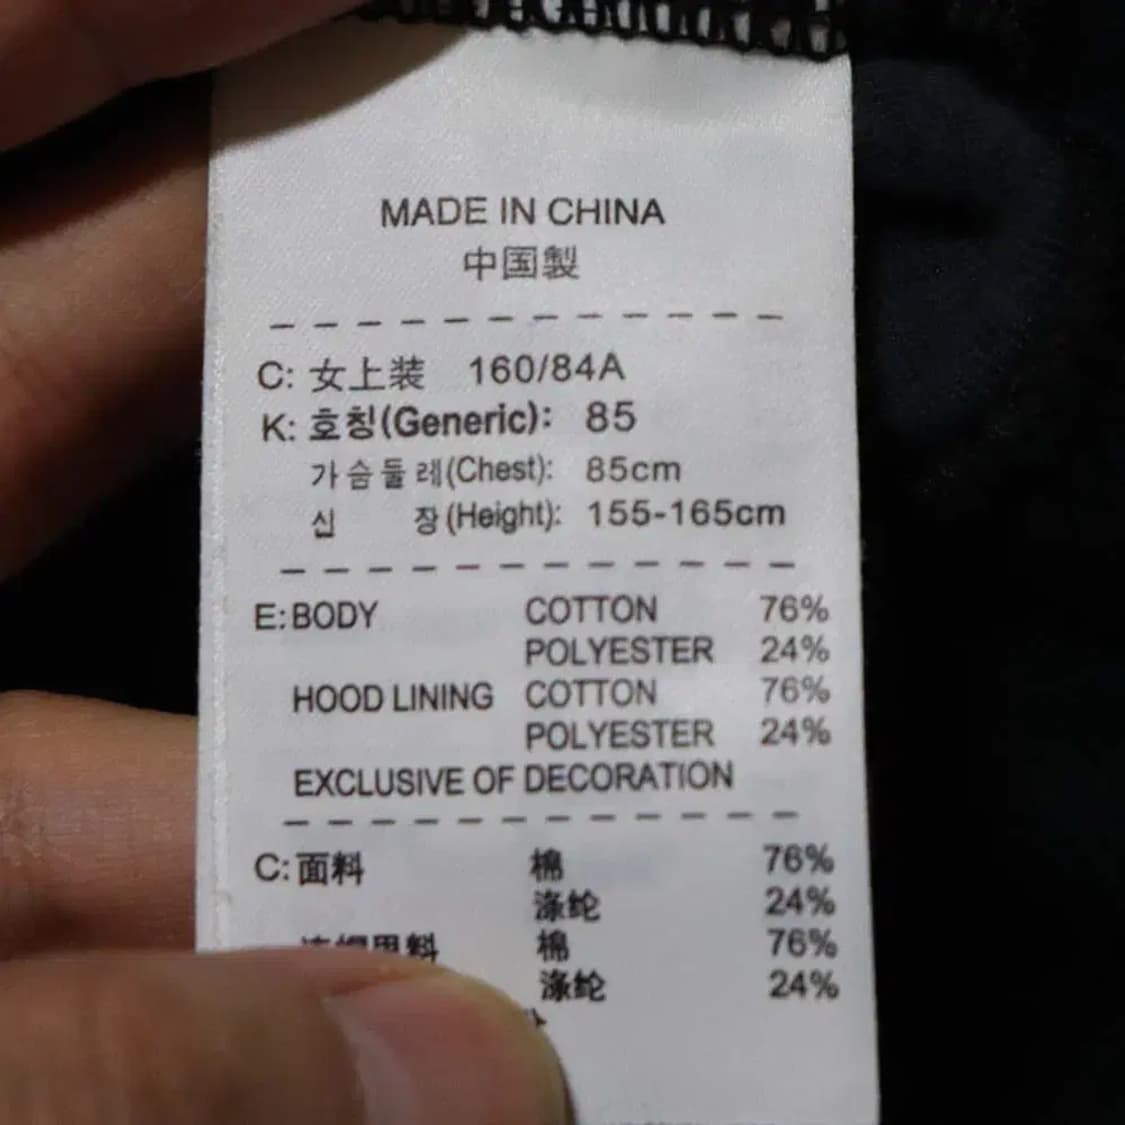 MADE IN CHINA
中国製
C: 女上装 160/84A
K: 호칭(Generic): 85
가슴둘레(Chest): 85cm
신 장(Height): 155-165cm
E: BODY COTTON 76%
POLYESTER 24%
HOOD LINING COTTON 76%
POLYESTER 24%
EXCLUSIVE OF DECORATION
C: 面料 棉 76%
涤纶 24%
棉 76%
涤纶 24%